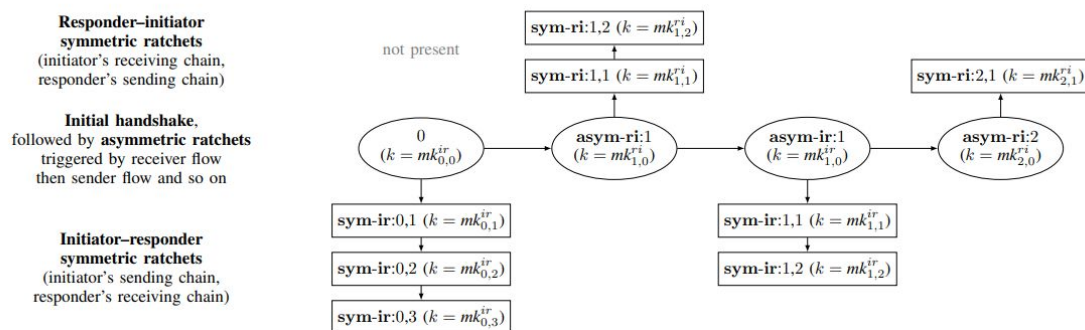 Responder–initiator
symmetric ratchets
(initiator's receiving chain,
responder's sending chain)
not present
sym-ri:1,2 (k = mk^{ri}_{1,2})
sym-ri:1,1 (k = mk^{ri}_{1,1})
sym-ri:2,1 (k = mk^{ri}_{2,1})
Initial handshake,
followed by asymmetric ratchets
triggered by receiver flow
then sender flow and so on
0
(k = mk^{ir}_{0,0})
asym-ri:1
(k = mk^{ri}_{1,0})
asym-ir:1
(k = mk^{ir}_{1,0})
asym-ri:2
(k = mk^{ri}_{2,0})
Initiator–responder
symmetric ratchets
(initiator's sending chain,
responder's receiving chain)
sym-ir:0,1 (k = mk^{ir}_{0,1})
sym-ir:0,2 (k = mk^{ir}_{0,2})
sym-ir:0,3 (k = mk^{ir}_{0,3})
sym-ir:1,1 (k = mk^{ir}_{1,1})
sym-ir:1,2 (k = mk^{ir}_{1,2})